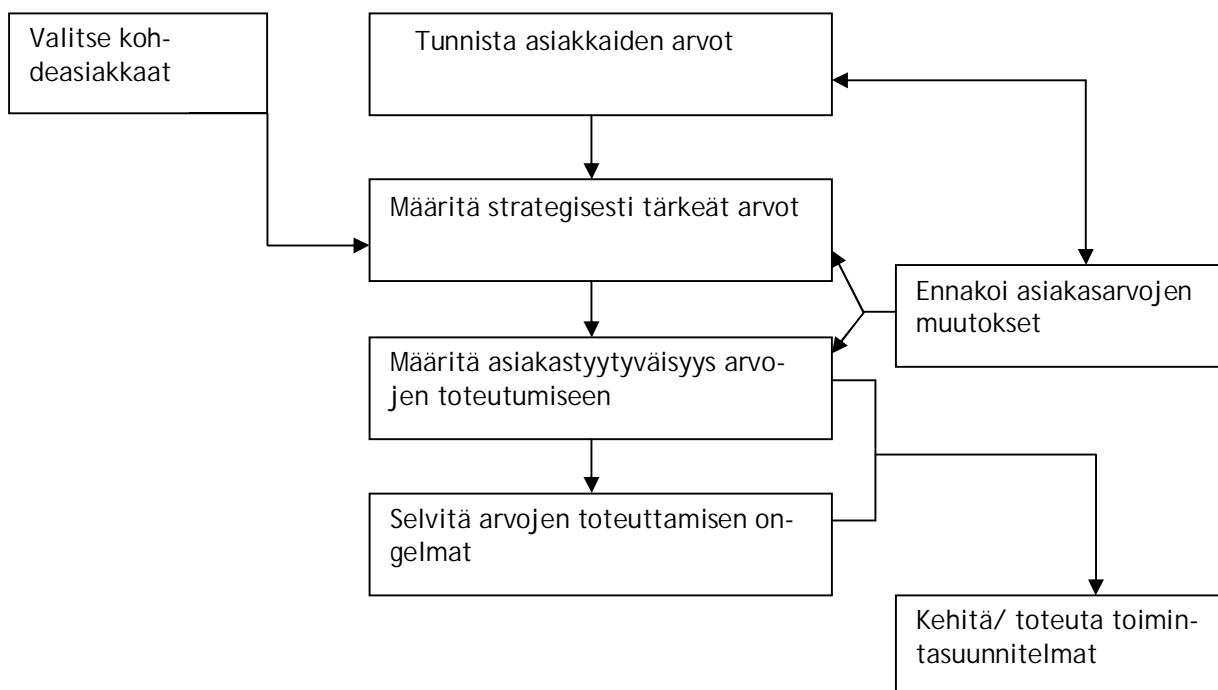 Valitse koh-
deasiakkaat
Tunnista asiakkaiden arvot
Määritä strategisesti tärkeät arvot
Ennakoi asiakasarvojen
muutokset
Määritä asiakastyytyväisyys arvo-
jen toteutumiseen
Selvitä arvojen toteuttamisen on-
gelmat
Kehitä/ toteuta toimin-
tasuunnitelmat